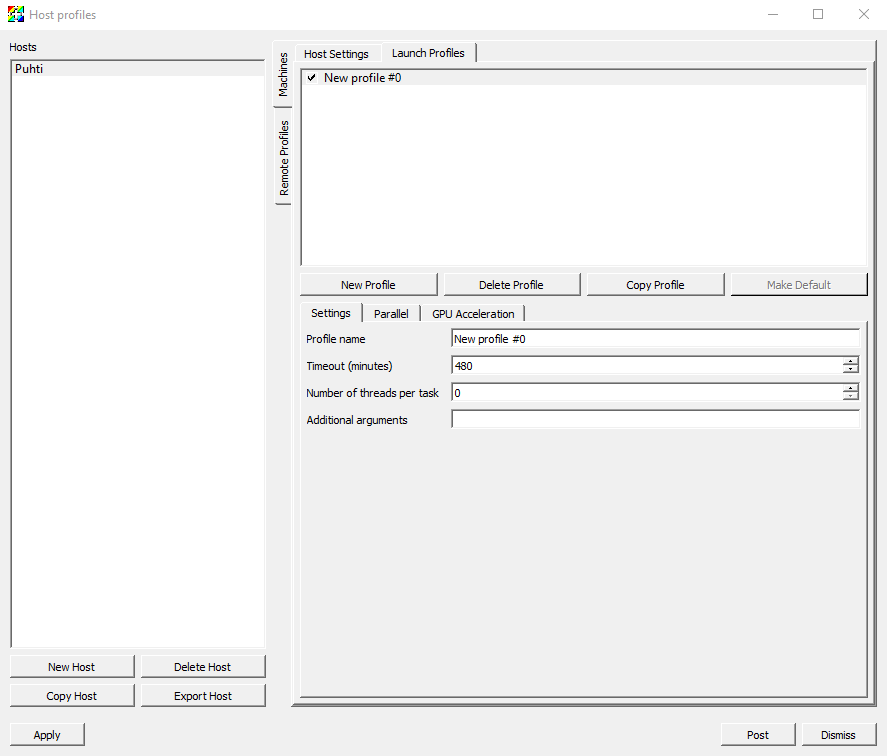 Host profiles
Hosts
Puhti
Machines
Remote Profiles
Host Settings
Launch Profiles
New profile #0
New Profile
Delete Profile
Copy Profile
Make Default
Settings
Parallel
GPU Acceleration
Profile name
New profile #0
Timeout (minutes)
480
Number of threads per task
0
Additional arguments
New Host
Delete Host
Copy Host
Export Host
Apply
Post
Dismiss